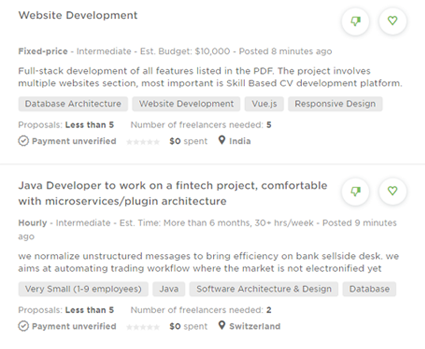 Website Development
Fixed-price - Intermediate - Est. Budget: $10,000 - Posted 8 minutes ago
Full-stack development of all features listed in the PDF. The project involves
multiple websites section, most important is Skill Based CV development platform.
Database Architecture Website Development Vue.js Responsive Design
Proposals: Less than 5 Number of freelancers needed: 5
Payment unverified $0 spent India
Java Developer to work on a fintech project, comfortable
with microservices/plugin architecture
Hourly - Intermediate - Est. Time: More than 6 months, 30+ hrs/week - Posted 9 minutes
ago
we normalize unstructured messages to bring efficiency on bank sellside desk. we
aims at automating trading workflow where the market is not electronified yet
Very Small (1-9 employees) Java Software Architecture & Design Database
Proposals: Less than 5 Number of freelancers needed: 2
Payment unverified $0 spent Switzerland